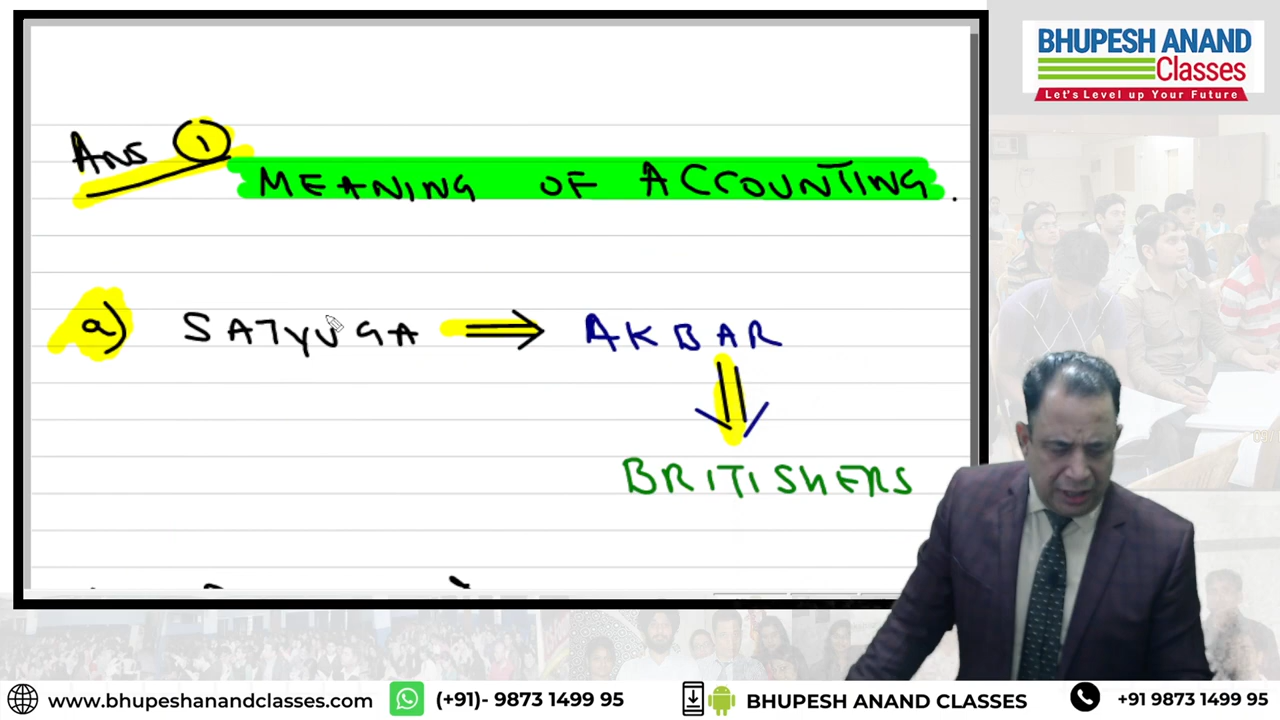 BHUPESH ANAND
Classes
Let's Level up Your Future
Ans 1
MEANING OF ACCOUNTING.
a) SATYUGA ⇒ AKBAR
⇓
BRITISHERS
www.bhupeshanandclasses.com
(+91)- 9873 1499 95
BHUPESH ANAND CLASSES
+91 9873 1499 95